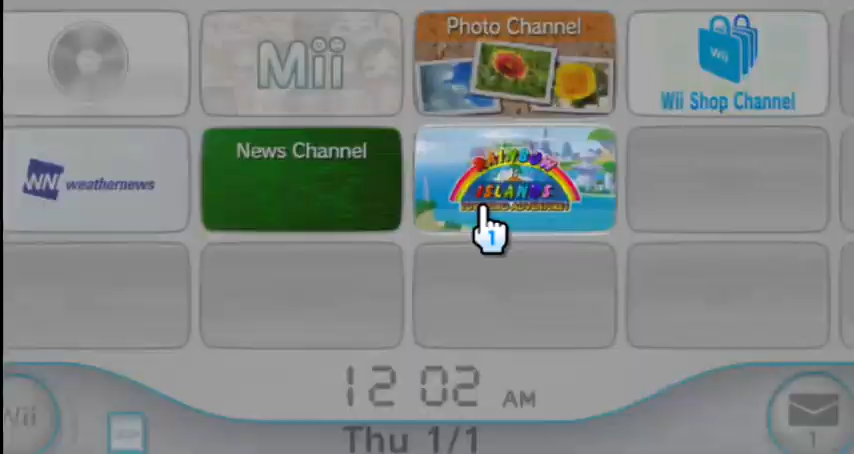 Mii
Photo Channel
Wii
Wii Shop Channel
WN weathernews
News Channel
RAINBOW
ISLANDS
1
12 02 AM
Wii
Thu 1/1
1